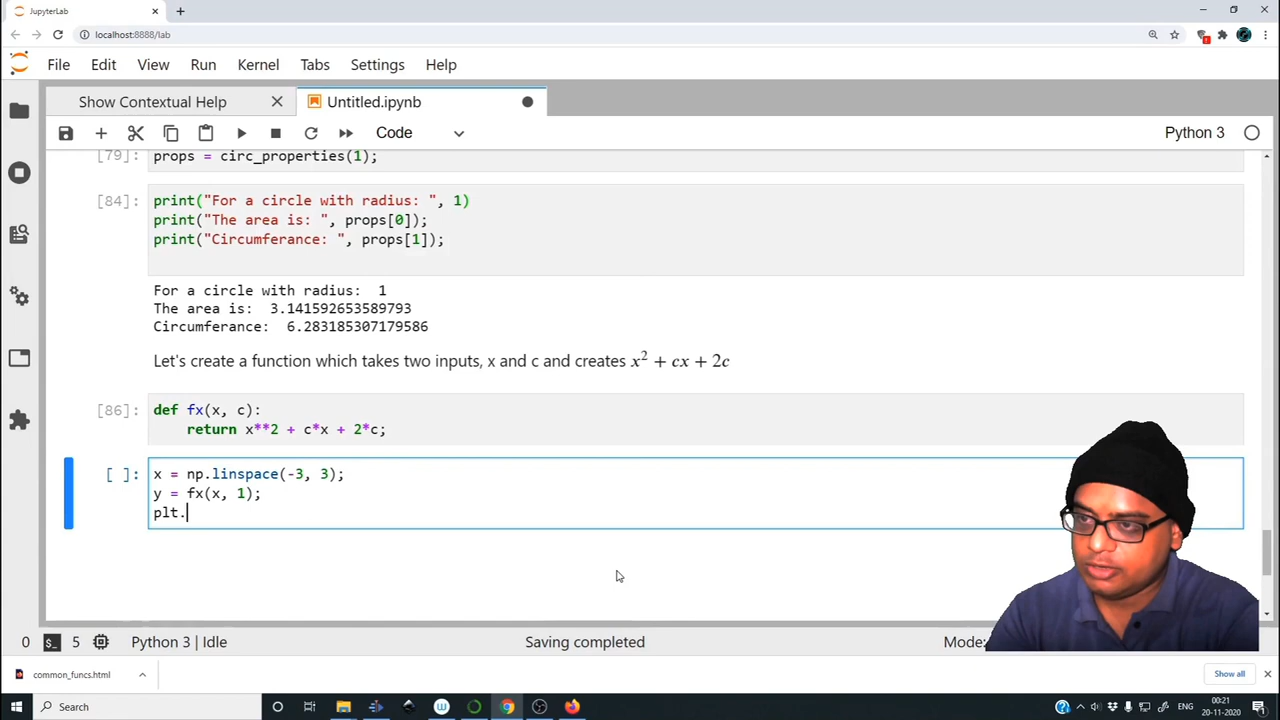 JupyterLab
localhost:8888/lab
File Edit View Run Kernel Tabs Settings Help
Show Contextual Help
Untitled.ipynb
Code
Python 3
[79]: props = circ_properties(1);
[84]: print("For a circle with radius: ", 1)
print("The area is: ", props[0]);
print("Circumferance: ", props[1]);
For a circle with radius:  1
The area is:  3.141592653589793
Circumferance:  6.283185307179586
Let's create a function which takes two inputs, x and c and creates x² + cx + 2c
[86]: def fx(x, c):
return x**2 + c*x + 2*c;
[ ]: x = np.linspace(-3, 3);
y = fx(x, 1);
plt.
0 5 Python 3 | Idle Saving completed Mode:
common_funcs.html
Show all
Search
ENG
00:21
20-11-2020